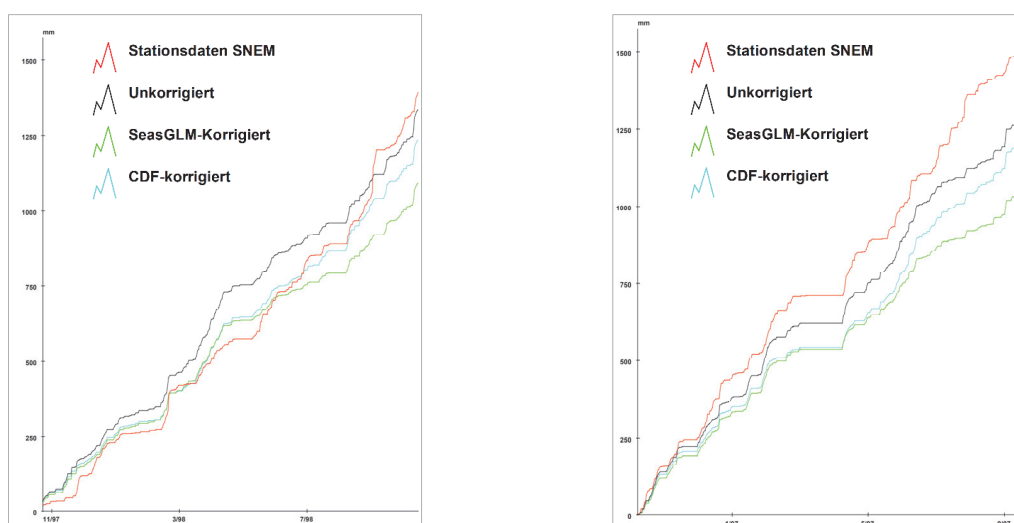 mm
1500
1250
1000
750
500
250
0
11/97
3/98
7/98
Stationsdaten SNEM
Unkorrigiert
SeasGLM-Korrigiert
CDF-korrigiert
mm
1500
1250
1000
750
500
250
0
Stationsdaten SNEM
Unkorrigiert
SeasGLM-Korrigiert
CDF-korrigiert